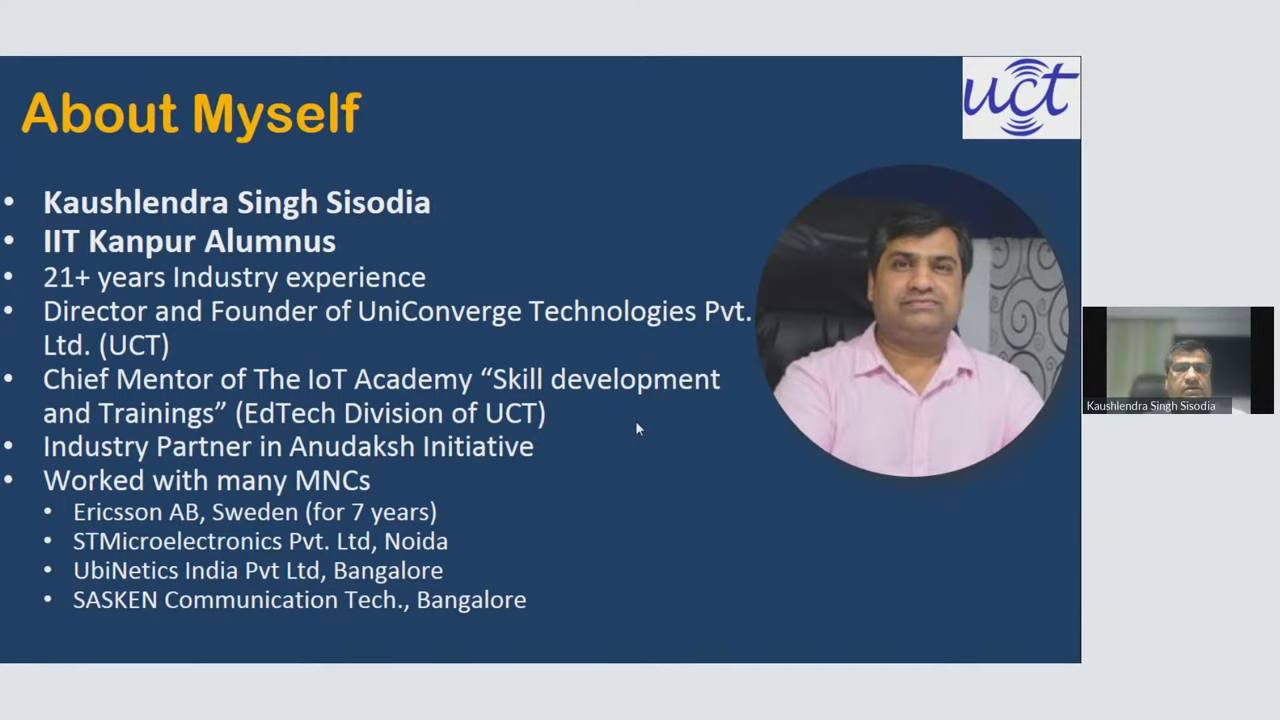 About Myself
uct
• Kaushlendra Singh Sisodia
• IIT Kanpur Alumnus
• 21+ years Industry experience
• Director and Founder of UniConverge Technologies Pvt.
Ltd. (UCT)
• Chief Mentor of The IoT Academy “Skill development
and Trainings” (EdTech Division of UCT)
• Industry Partner in Anudaksh Initiative
• Worked with many MNCs
• Ericsson AB, Sweden (for 7 years)
• STMicroelectronics Pvt. Ltd, Noida
• UbiNetics India Pvt Ltd, Bangalore
• SASKEN Communication Tech., Bangalore
Kaushlendra Singh Sisodia